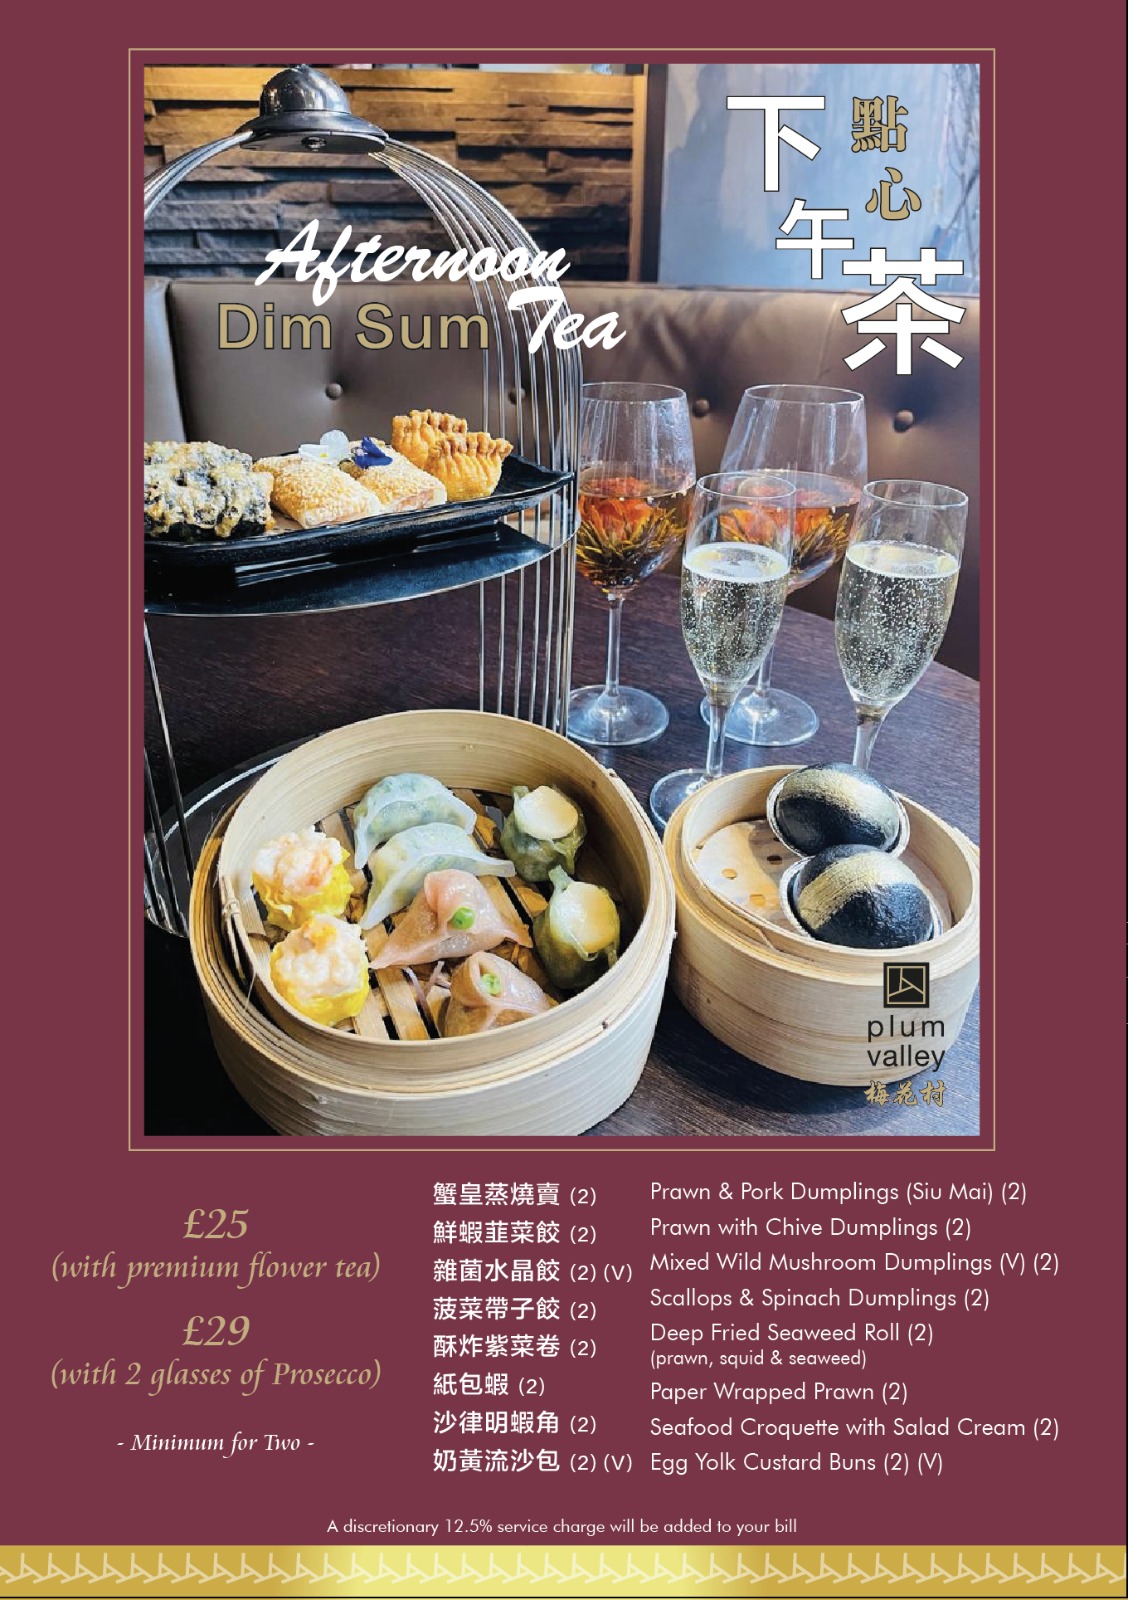 Afternoon
Dim Sum Tea
點心
下午茶
plum
valley
梅花村
£25
(with premium flower tea)
£29
(with 2 glasses of Prosecco)
- Minimum for Two -
蟹皇蒸燒賣 (2)
鮮蝦韮菜餃 (2)
雜菌水晶餃 (2) (V)
菠菜帶子餃 (2)
酥炸紫菜卷 (2)
紙包蝦 (2)
沙律明蝦角 (2)
奶黃流沙包 (2) (V)
Prawn & Pork Dumplings (Siu Mai) (2)
Prawn with Chive Dumplings (2)
Mixed Wild Mushroom Dumplings (V) (2)
Scallops & Spinach Dumplings (2)
Deep Fried Seaweed Roll (2)
(prawn, squid & seaweed)
Paper Wrapped Prawn (2)
Seafood Croquette with Salad Cream (2)
Egg Yolk Custard Buns (2) (V)
A discretionary 12.5% service charge will be added to your bill